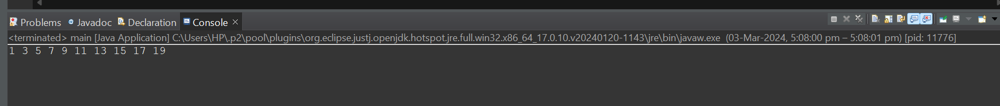 Problems Javadoc Declaration Console
<terminated> main [Java Application] C:\Users\HP\.p2\pool\plugins\org.eclipse.justj.openjdk.hotspot.jre.full.win32.x86_64_17.0.10.v20240120-1143\jre\bin\javaw.exe (03-Mar-2024, 5:08:00 pm – 5:08:01 pm) [pid: 11776]
1 3 5 7 9 11 13 15 17 19